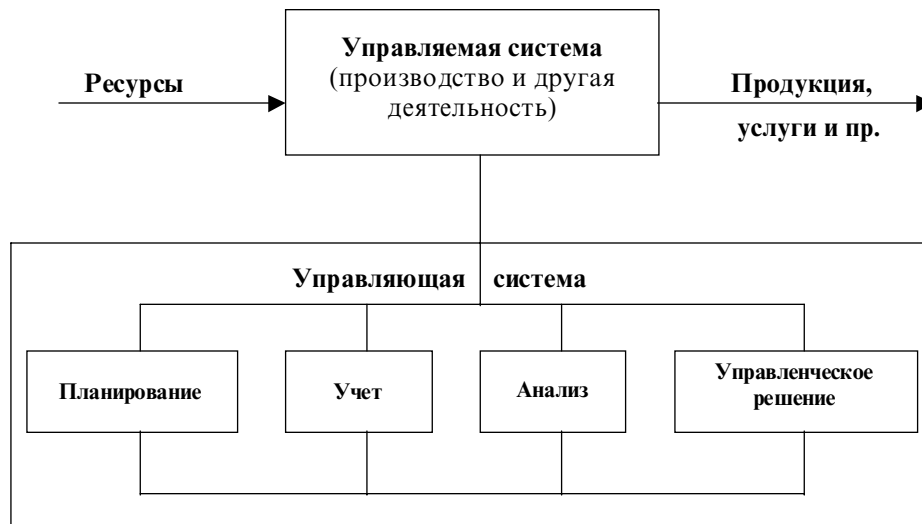 Управляемая система
(производство и другая
деятельность)
Ресурсы
Продукция,
услуги и пр.
Управляющая система
Планирование
Учет
Анализ
Управленческое
решение